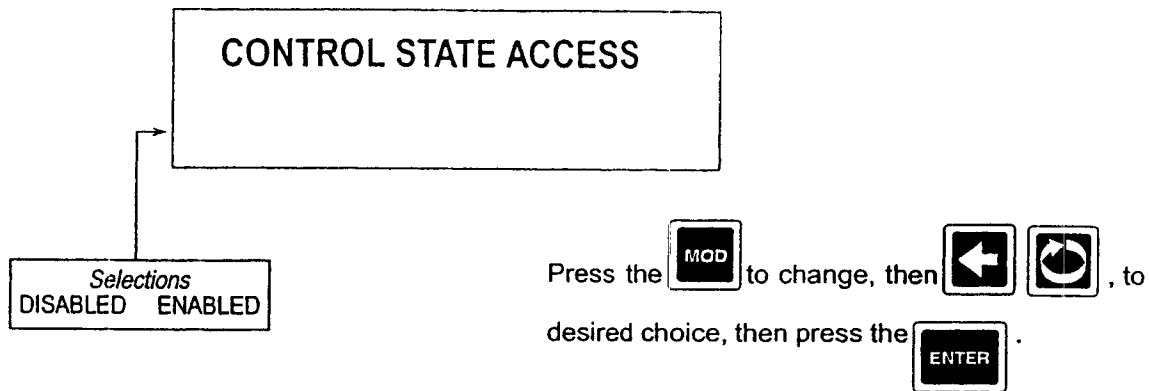 CONTROL STATE ACCESS
Selections
DISABLED ENABLED
Press the MOD to change, then , to
desired choice, then press the ENTER .